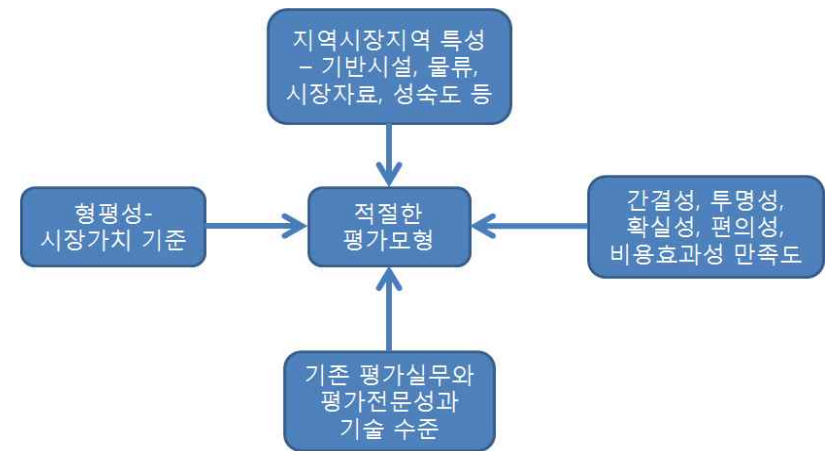 지역시장지역 특성
– 기반시설, 물류,
시장자료, 성숙도 등
형평성-
시장가치 기준
적절한
평가모형
간결성, 투명성,
확실성, 편의성,
비용효과성 만족도
기존 평가실무와
평가전문성과
기술 수준